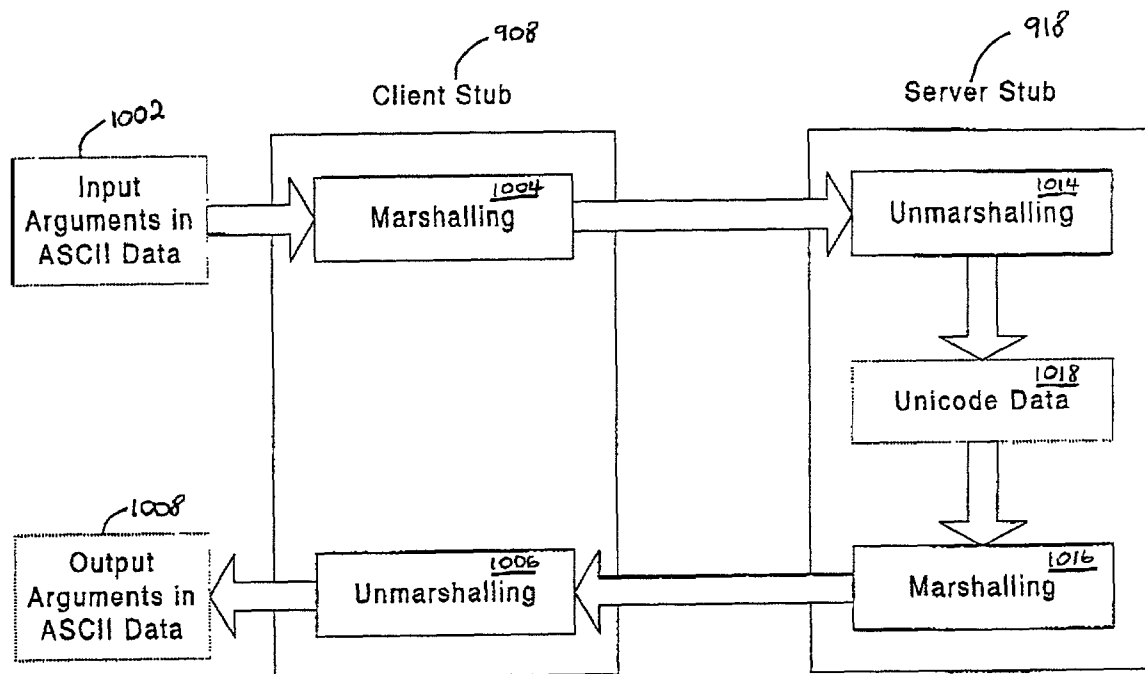 908
918
Client Stub
Server Stub
1002
Input
Arguments in
ASCII Data
1004
Marshalling
1014
Unmarshalling
1018
Unicode Data
1008
Output
Arguments in
ASCII Data
1006
Unmarshalling
1016
Marshalling